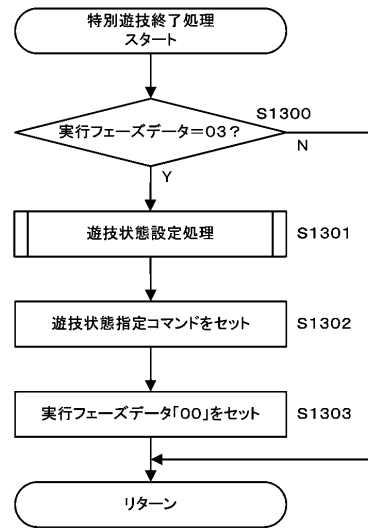 特別遊技終了処理
スタート
S1300
実行フェーズデータ=03?
N
Y
遊技状態設定処理
S1301
遊技状態指定コマンドをセット
S1302
実行フェーズデータ「00」をセット
S1303
リターン